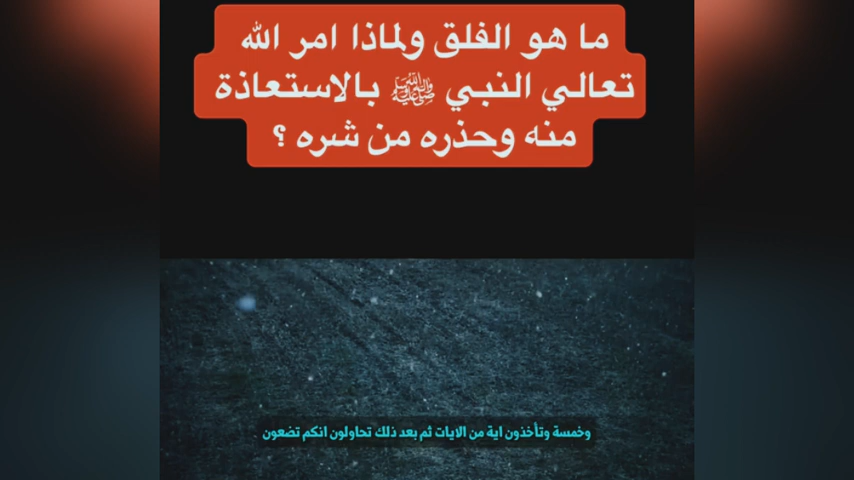 ما هو الفلق ولماذا امر الله
تعالي النبي ﷺ بالاستعاذة
منه وحذره من شره ؟
وخمسة وتأخذون اية من الايات ثم بعد ذلك تحاولون انكم تضعون